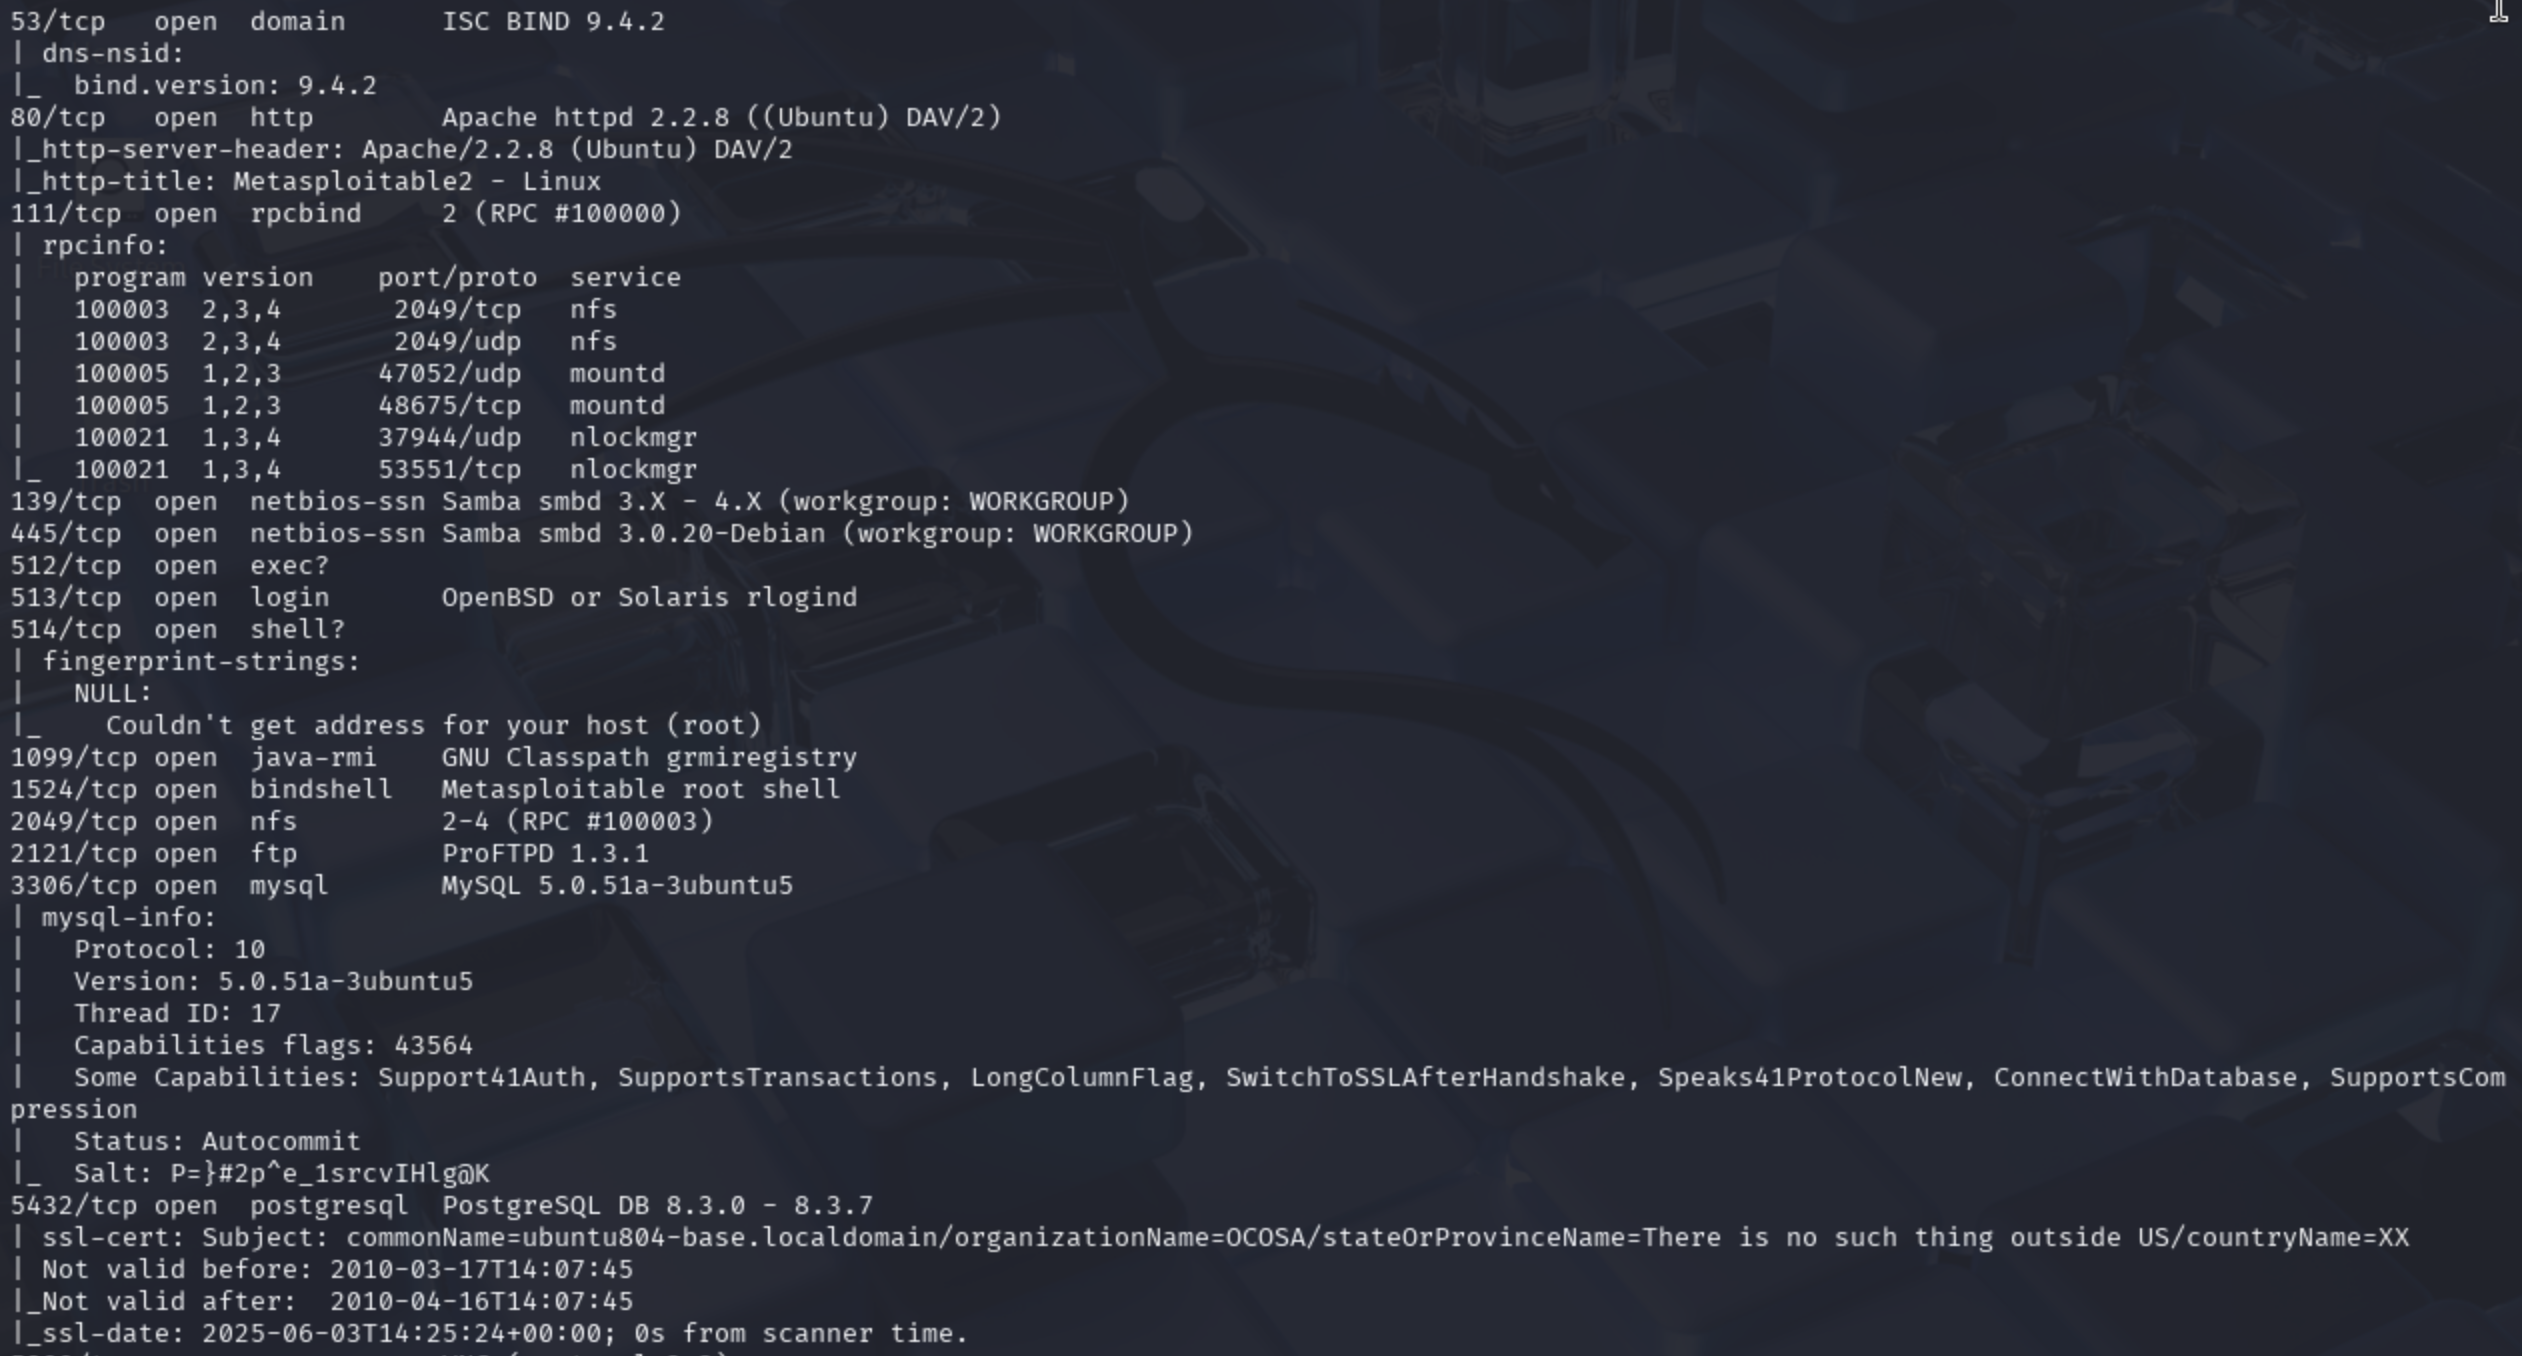 53/tcp   open  domain      ISC BIND 9.4.2
| dns-nsid:
|_  bind.version: 9.4.2
80/tcp   open  http        Apache httpd 2.2.8 ((Ubuntu) DAV/2)
|_http-server-header: Apache/2.2.8 (Ubuntu) DAV/2
|_http-title: Metasploitable2 - Linux
111/tcp  open  rpcbind     2 (RPC #100000)
| rpcinfo:
|   program version    port/proto  service
|   100003  2,3,4       2049/tcp   nfs
|   100003  2,3,4       2049/udp   nfs
|   100005  1,2,3      47052/udp   mountd
|   100005  1,2,3      48675/tcp   mountd
|   100021  1,3,4      37944/udp   nlockmgr
|_  100021  1,3,4      53551/tcp   nlockmgr
139/tcp  open  netbios-ssn Samba smbd 3.X - 4.X (workgroup: WORKGROUP)
445/tcp  open  netbios-ssn Samba smbd 3.0.20-Debian (workgroup: WORKGROUP)
512/tcp  open  exec?
513/tcp  open  login       OpenBSD or Solaris rlogind
514/tcp  open  shell?
| fingerprint-strings:
|   NULL:
|_    Couldn't get address for your host (root)
1099/tcp open  java-rmi    GNU Classpath grmiregistry
1524/tcp open  bindshell   Metasploitable root shell
2049/tcp open  nfs         2-4 (RPC #100003)
2121/tcp open  ftp         ProFTPD 1.3.1
3306/tcp open  mysql       MySQL 5.0.51a-3ubuntu5
| mysql-info:
|   Protocol: 10
|   Version: 5.0.51a-3ubuntu5
|   Thread ID: 17
|   Capabilities flags: 43564
|   Some Capabilities: Support41Auth, SupportsTransactions, LongColumnFlag, SwitchToSSLAfterHandshake, Speaks41ProtocolNew, ConnectWithDatabase, SupportsCom
pression
|   Status: Autocommit
|_  Salt: P=}#2p^e_1srcvIHlg@K
5432/tcp open  postgresql  PostgreSQL DB 8.3.0 - 8.3.7
| ssl-cert: Subject: commonName=ubuntu804-base.localdomain/organizationName=OCOSA/stateOrProvinceName=There is no such thing outside US/countryName=XX
| Not valid before: 2010-03-17T14:07:45
|_Not valid after:  2010-04-16T14:07:45
|_ssl-date: 2025-06-03T14:25:24+00:00; 0s from scanner time.